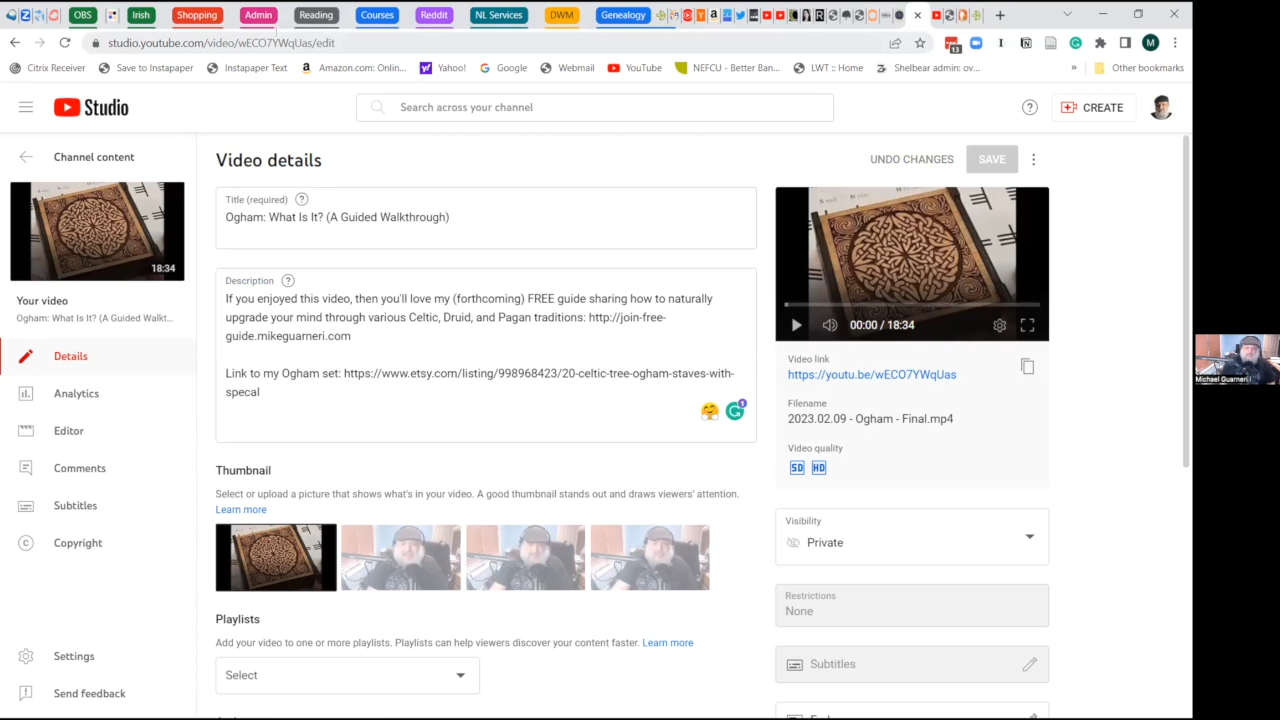 OBS Irish Shopping Admin Reading Courses Reddit NL Services DWM Genealogy
studio.youtube.com/video/wECO7YWqUas/edit 13 M
Citrix Receiver Save to Instapaper Instapaper Text Amazon.com: Onlin... Yahoo! Google Webmail YouTube NEFCU - Better Ban... LWT :: Home Shelbear admin: ov... » Other bookmarks
Studio
Search across your channel
CREATE
Channel content
Video details
UNDO CHANGES
SAVE
18:34
Your video
Ogham: What Is It? (A Guided Walkt...
Details
Analytics
Editor
Comments
Subtitles
Copyright
Settings
Send feedback
Title (required)
Ogham: What Is It? (A Guided Walkthrough)
Description
If you enjoyed this video, then you'll love my (forthcoming) FREE guide sharing how to naturally
upgrade your mind through various Celtic, Druid, and Pagan traditions: http://join-free-
guide.mikeguarneri.com
Link to my Ogham set: https://www.etsy.com/listing/998968423/20-celtic-tree-ogham-staves-with-
specal
1
Thumbnail
Select or upload a picture that shows what's in your video. A good thumbnail stands out and draws viewers' attention.
Learn more
Playlists
Add your video to one or more playlists. Playlists can help viewers discover your content faster. Learn more
Select
00:00 / 18:34
Video link
https://youtu.be/wECO7YWqUas
Filename
2023.02.09 - Ogham - Final.mp4
Video quality
SD HD
Visibility
Private
Restrictions
None
Subtitles
Michael Guarneri I